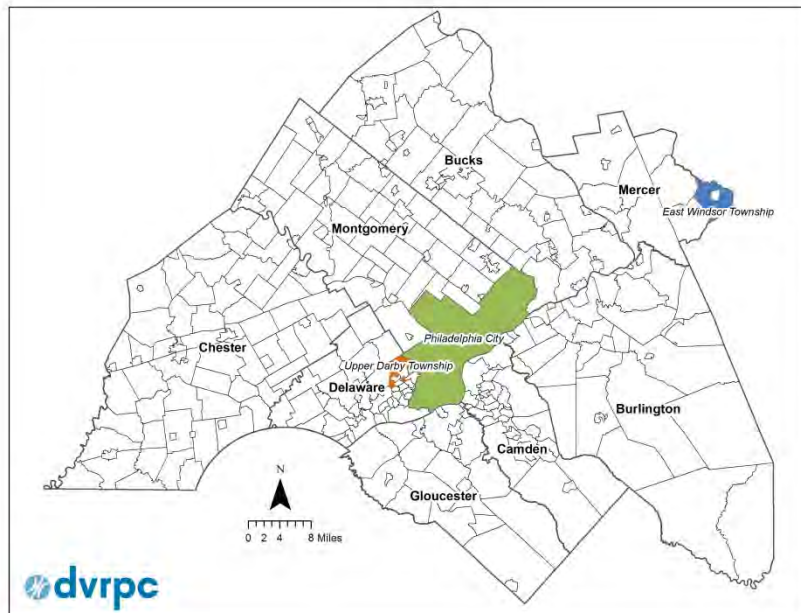 Bucks
Mercer
East Windsor Township
Montgomery
Philadelphia City
Chester
Upper Darby Township
Delaware
Burlington
Camden
Gloucester
N
0 2 4 8 Miles
dvrpc